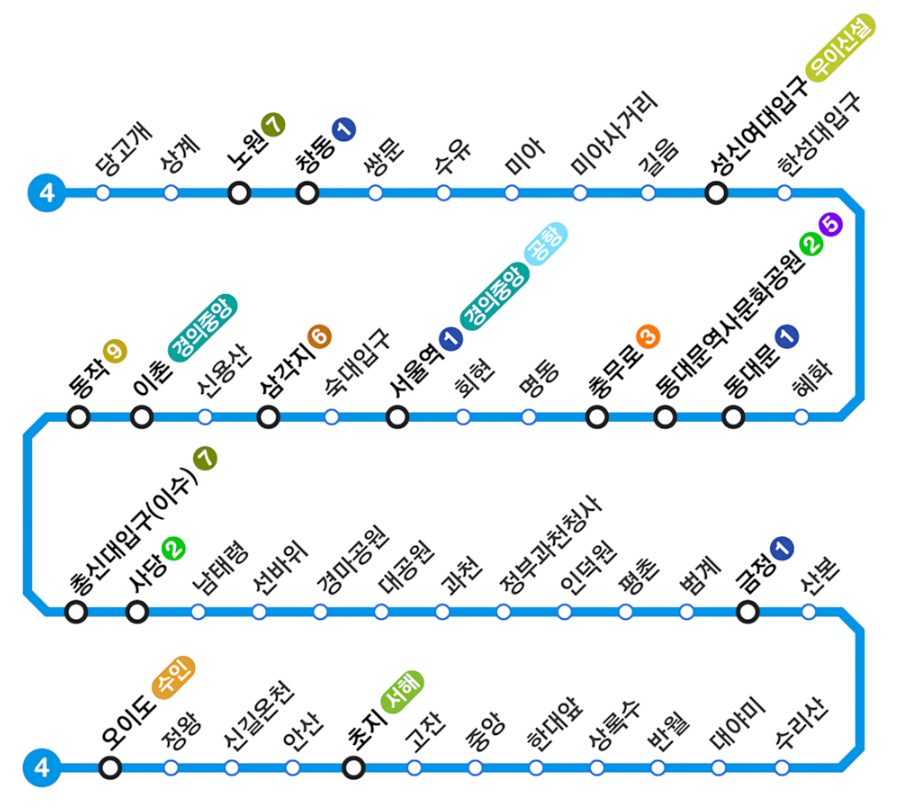 4 당고개 상계 노원 7 창동 1 쌍문 수유 미아 미아사거리 길음 성신여대입구 우이신설 한성대입구
동작 9 이촌 경의중앙 신용산 삼각지 6 숙대입구 서울역 1 경의중앙 공항 회현 명동 충무로 3 동대문역사문화공원 2 5 동대문 1 혜화
총신대입구(이수) 7 사당 2 남태령 선바위 경마공원 대공원 과천 정부과천청사 인덕원 평촌 범계 금정 1 산본
4 오이도 수인 정왕 신길온천 안산 초지 서해 고잔 중앙 한대앞 상록수 반월 대야미 수리산